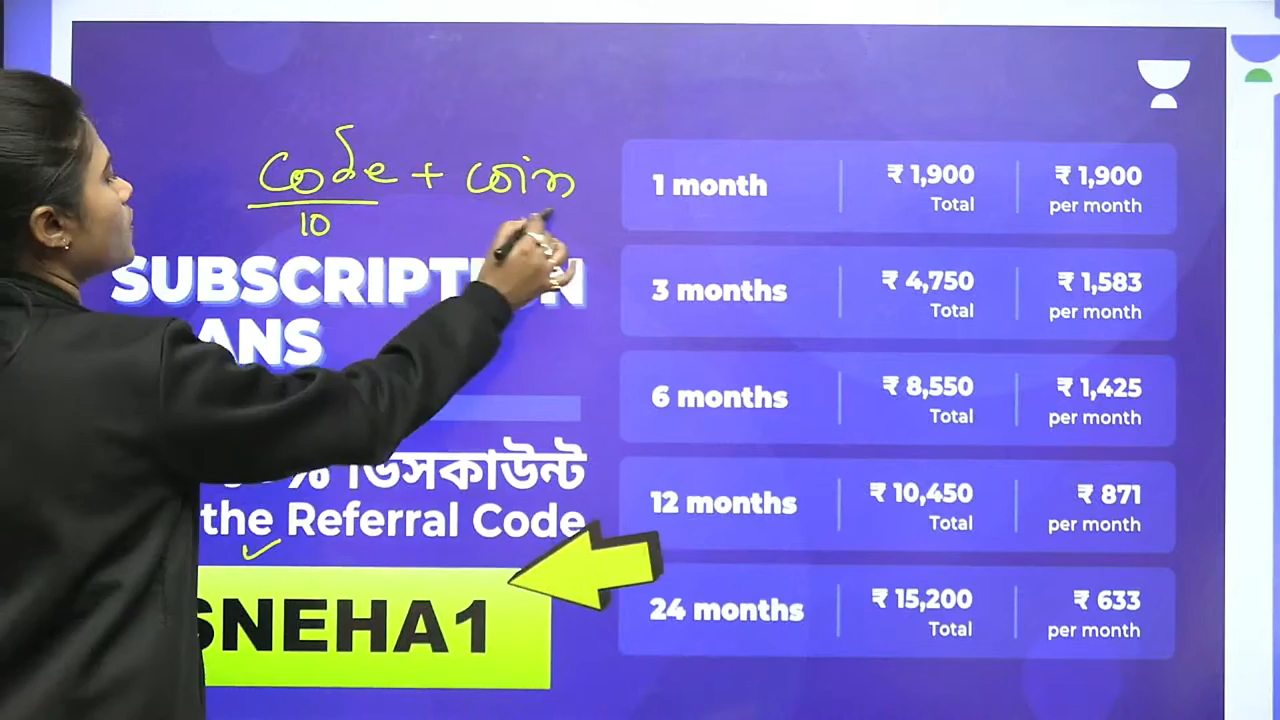 code + coin
10
SUBSCRIPTION
ANS
% ডিসকাউন্ট
the Referral Code
SNEHA1
1 month ₹ 1,900 Total ₹ 1,900 per month
3 months ₹ 4,750 Total ₹ 1,583 per month
6 months ₹ 8,550 Total ₹ 1,425 per month
12 months ₹ 10,450 Total ₹ 871 per month
24 months ₹ 15,200 Total ₹ 633 per month